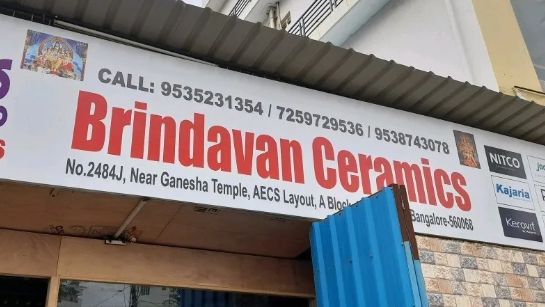 CALL: 9535231354 / 7259729536 / 9538743078
Brindavan Ceramics
No.2484J, Near Ganesha Temple, AECS Layout, A Block Bangalore-560068
NITCO
Kajaria
Kerovit